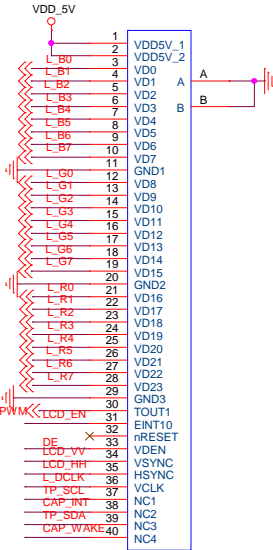 VDD_5V
1 VDD5V_1
2 VDD5V_2
L_B0 3 VD0
L_B1 4 VD1 A A
L_B2 5 VD2
L_B3 6 VD3 B B
L_B4 7 VD4
L_B5 8 VD5
L_B6 9 VD6
L_B7 10 VD7
11 GND1
L_G0 12 VD8
L_G1 13 VD9
L_G2 14 VD10
L_G3 15 VD11
L_G4 16 VD12
L_G5 17 VD13
L_G6 18 VD14
L_G7 19 VD15
20 GND2
L_R0 21 VD16
L_R1 22 VD17
L_R2 23 VD18
L_R3 24 VD19
L_R4 25 VD20
L_R5 26 VD21
L_R6 27 VD22
L_R7 28 VD23
29 GND3
PWM LCD_EN 30 TOUT1
31 EINT10
32 nRESET
DE 33 VDEN
LCD_VV 34 VSYNC
LCD_HH 35 HSYNC
L_DCLK 36 VCLK
TP_SCL 37 NC1
CAP_INT 38 NC2
TP_SDA 39 NC3
CAP_WAKE 40 NC4